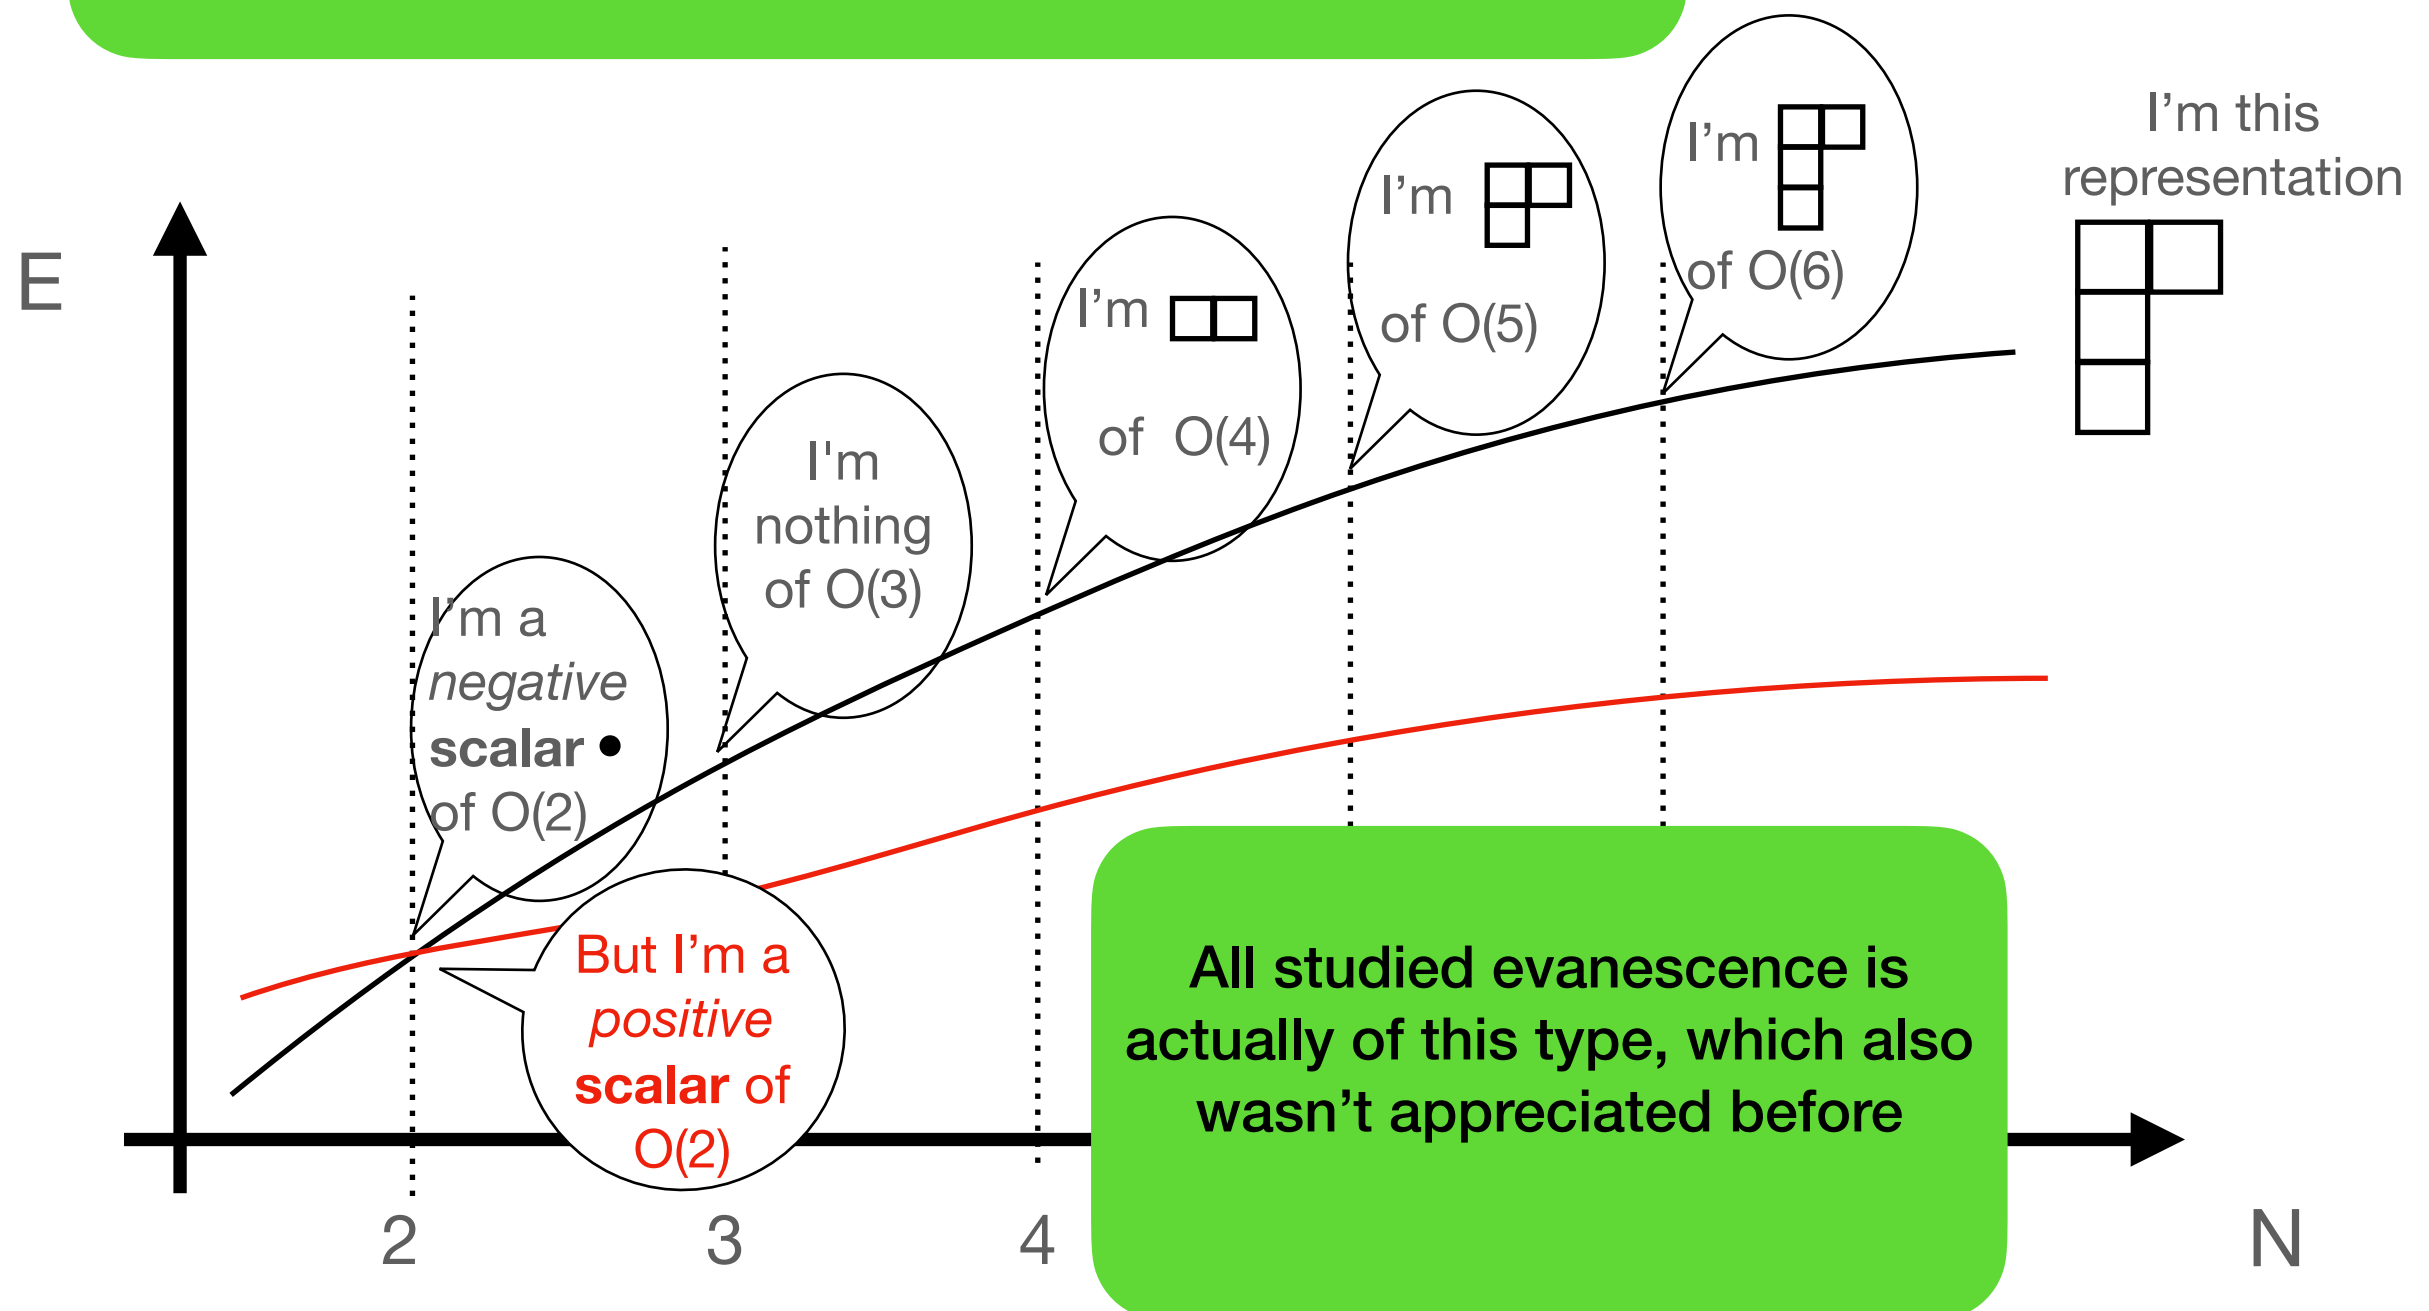 E
I'm a
negative
scalar •
of O(2)
I'm
nothing
of O(3)
I'm
of O(4)
I'm
of O(5)
I'm
of O(6)
I'm this
representation
But I'm a
positive
scalar of
O(2)
All studied evanescence is
actually of this type, which also
wasn't appreciated before
2
3
4
N